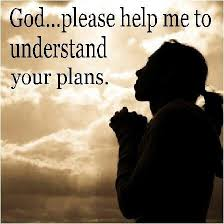 God...please help me to
understand
your plans.